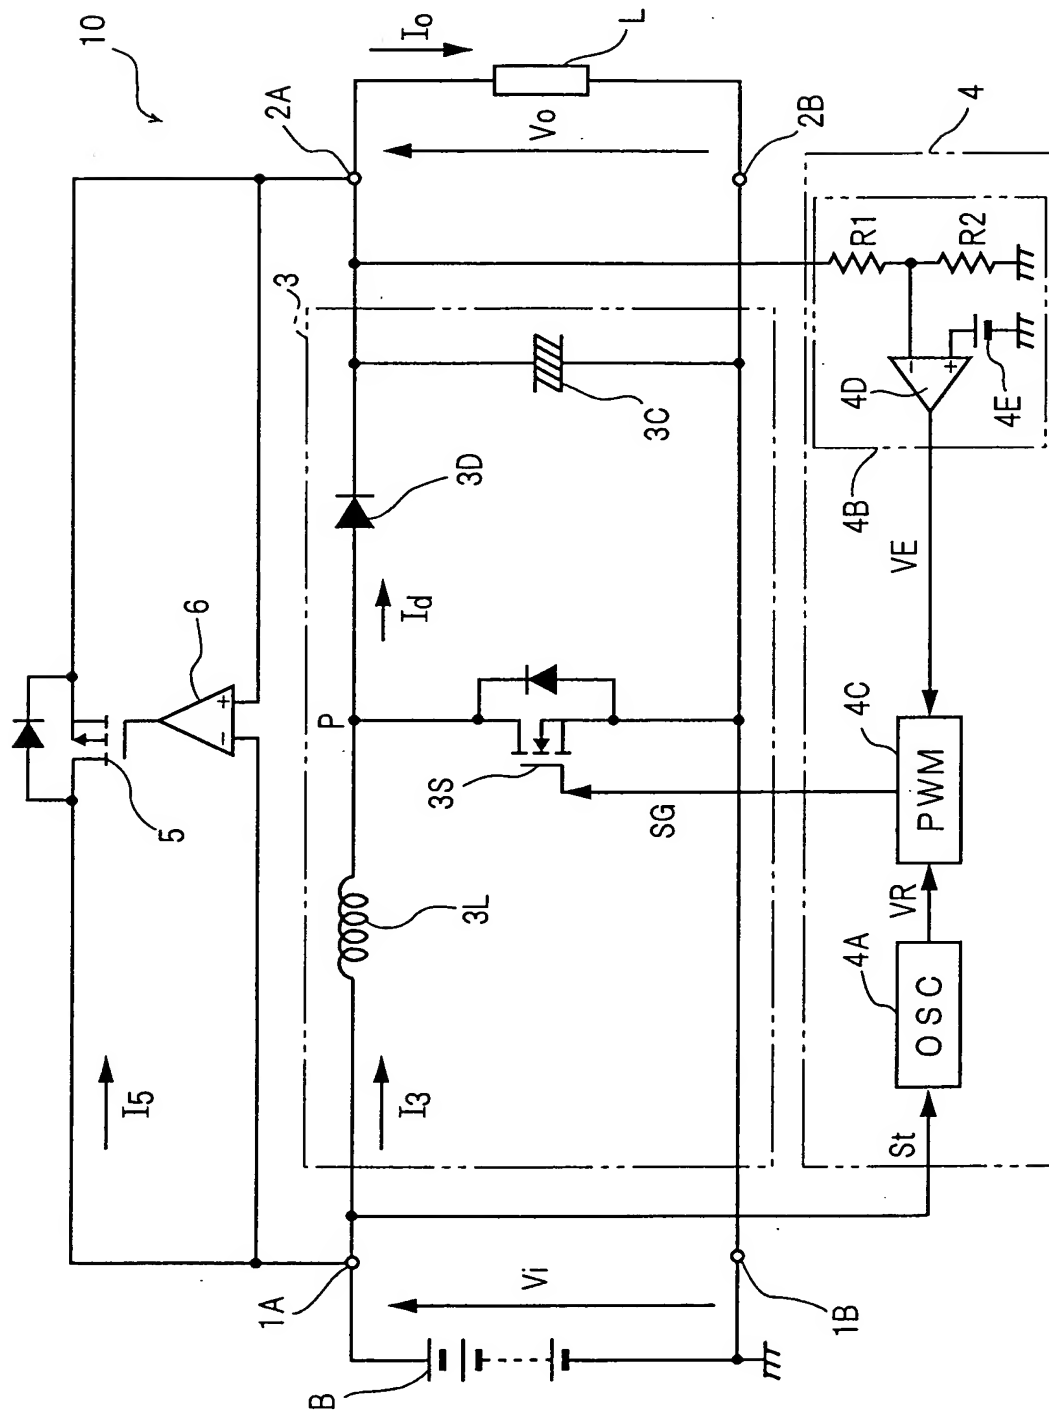 10
Io
L
2A
Vo
2B
4
R1
R2
3
4D
4E
3C
3D
4B
VE
6
Id
P
5
3S
SG
4C
PWM
3L
VR
4A
OSC
I5
I3
St
1A
Vi
1B
B
- +
- +